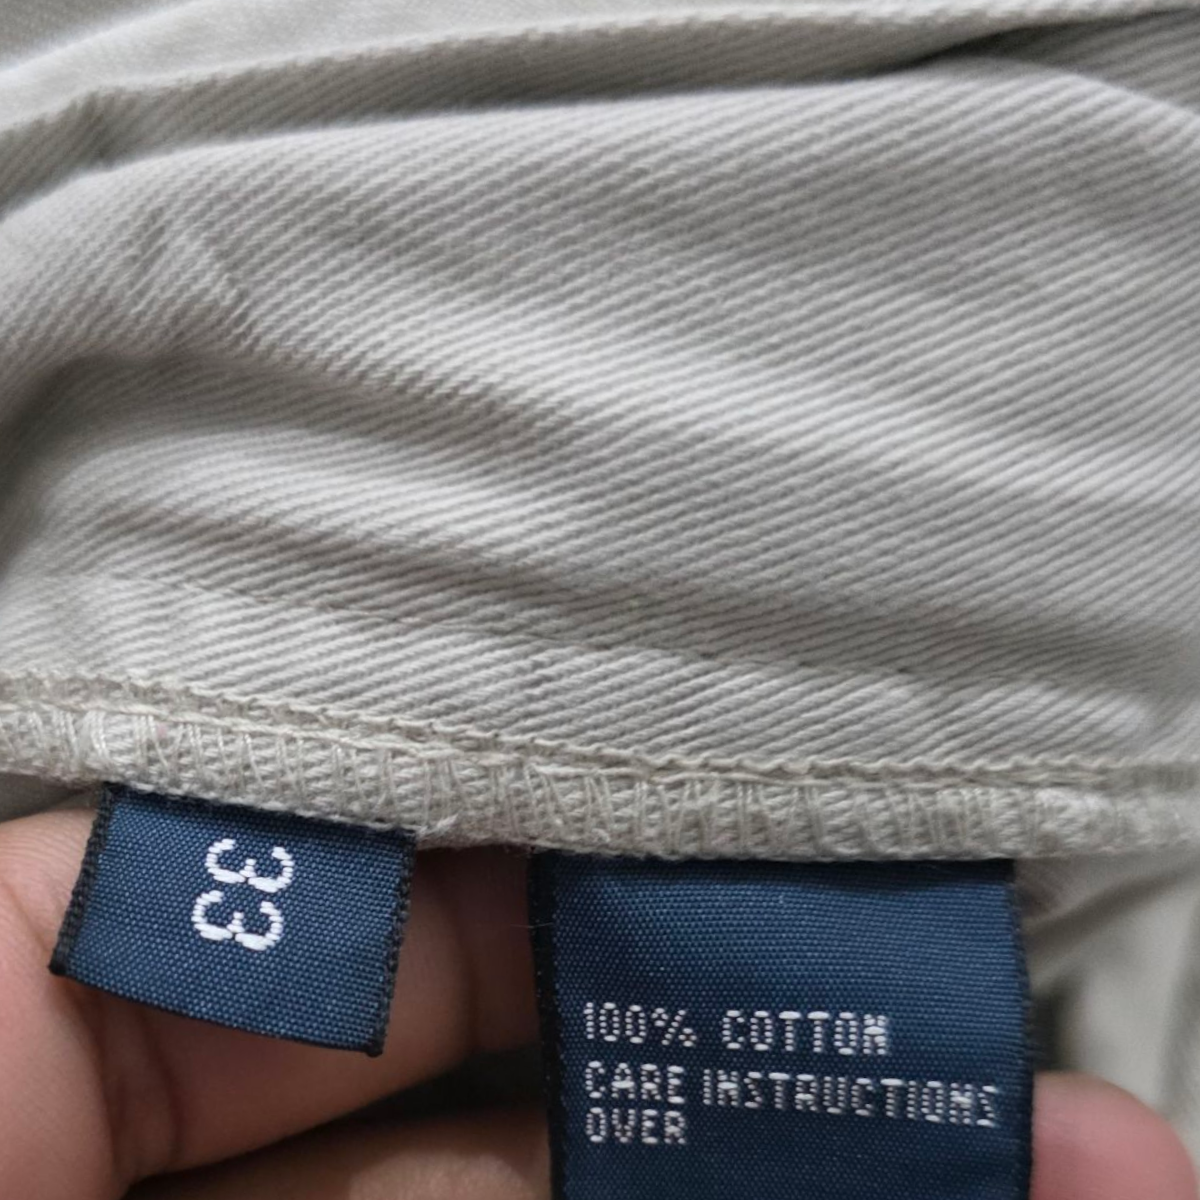 33
100% COTTON
CARE INSTRUCTIONS
OVER